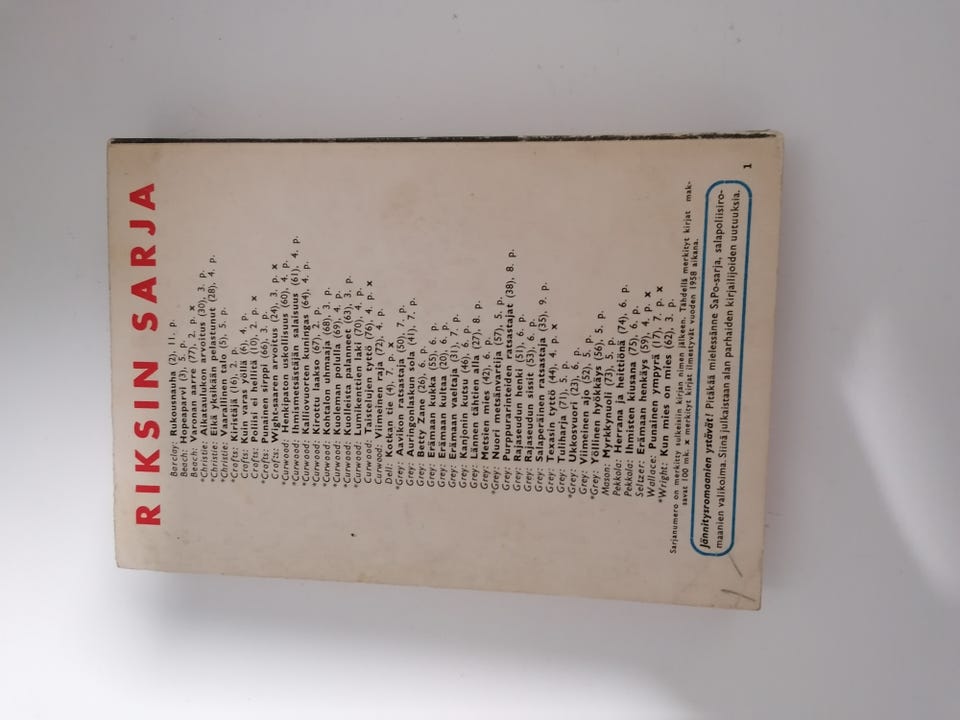 RIKSIN SARJA
Barclay: Rukousnauha (2), 11. p.
Beach: Hopeaparvi (3), 5. p.
Beach: Varonan aarre (77), 2. p. x
*Christie: Aikataulukon arvoitus (30), 3. p.
*Christie: Eikä yksikään pelastunut (28), 4. p.
*Christie: Vaarallinen talo (5), 5. p.
*Crofts: Kiristäjä (16), 2. p.
Crofts: Kuin varas yöllä (6), 4. p.
Crofts: Poliisi ei hellitä (10), 2. p. x
*Crofts: Punainen sirppi (66), 3. p.
Crofts: Wight-saaren arvoitus (24), 3. p. x
*Curwood: Henkipaton uskollisuus (60), 4. p.
*Curwood: Ihmismetsästäjän salaisuus (61), 4. p.
*Curwood: Kalliovuorten kuningas (64), 4. p.
*Curwood: Kirottu laakso (67), 2. p.
*Curwood: Kohtalon uhmaaja (68), 3. p.
*Curwood: Kuoleman polulla (69), 4. p.
*Curwood: Kuolleista palanneet (63), 3. p.
Curwood: Lumikenttien laki (70), 4. p.
Curwood: Taistelujen tyttö (76), 4. p. x
Curwood: Viimeinen raja (72), 4. p.
Dell: Kotkan tie (4), 7. p. x
*Grey: Aavikon ratsastaja (50), 7. p.
Grey: Auringonlaskun sola (41), 7. p.
Grey: Betty Zane (26), 6. p.
Grey: Erämaan kukka (55), 6. p.
Grey: Erämaan kultaa (20), 6. p.
Grey: Erämaan vaeltaja (31), 7. p.
Grey: Kanjonin kutsu (46), 6. p.
Grey: Lännen tähtien alla (27), 8. p.
Grey: Metsien mies (42), 6. p.
*Grey: Nuori metsänvartija (57), 5. p.
Grey: Purppurarinteiden ratsastajat (38), 8. p.
Grey: Rajaseudun henki (51), 6. p.
Grey: Rajaseudun sissit (53), 6. p.
Grey: Salaperäinen ratsastaja (35), 9. p.
Grey: Texasin tyttö (44), 4. p. x
Grey: Tuliharja (71), 5. p.
*Grey: Ukkosvuori (23), 6. p.
Grey: Viimeinen ajo (52), 5. p.
*Grey: Yöllinen hyökkäys (56), 5. p.
Mason: Myrkkynuoli (73), 5. p.
Pekkala: Herrana ja heittiönä (74), 6. p.
Pekkala: Ihmisten kiusaana (75), 6. p.
Seltzer: Erämaan henkiä (59), 4. p. x
Wallace: Punainen ympyrä (17), 7. p. x
*Wright: Kun mies on mies (62), 3. p.
Sarjanumero on merkitty sulkeisiin kirjan nimen jälkeen. Tähdellä merkityt kirjat mak-
savat 100 mk. x merkityt kirjat ilmestyvät vuoden 1958 aikana.
Jännitysromaanien ystävät! Pitäkää mielessänne SaPo-sarja, salapoliisiro-
maanien valikoima. Siinä julkaistaan alan parhaiden kirjailijoiden uutuuksia.
1